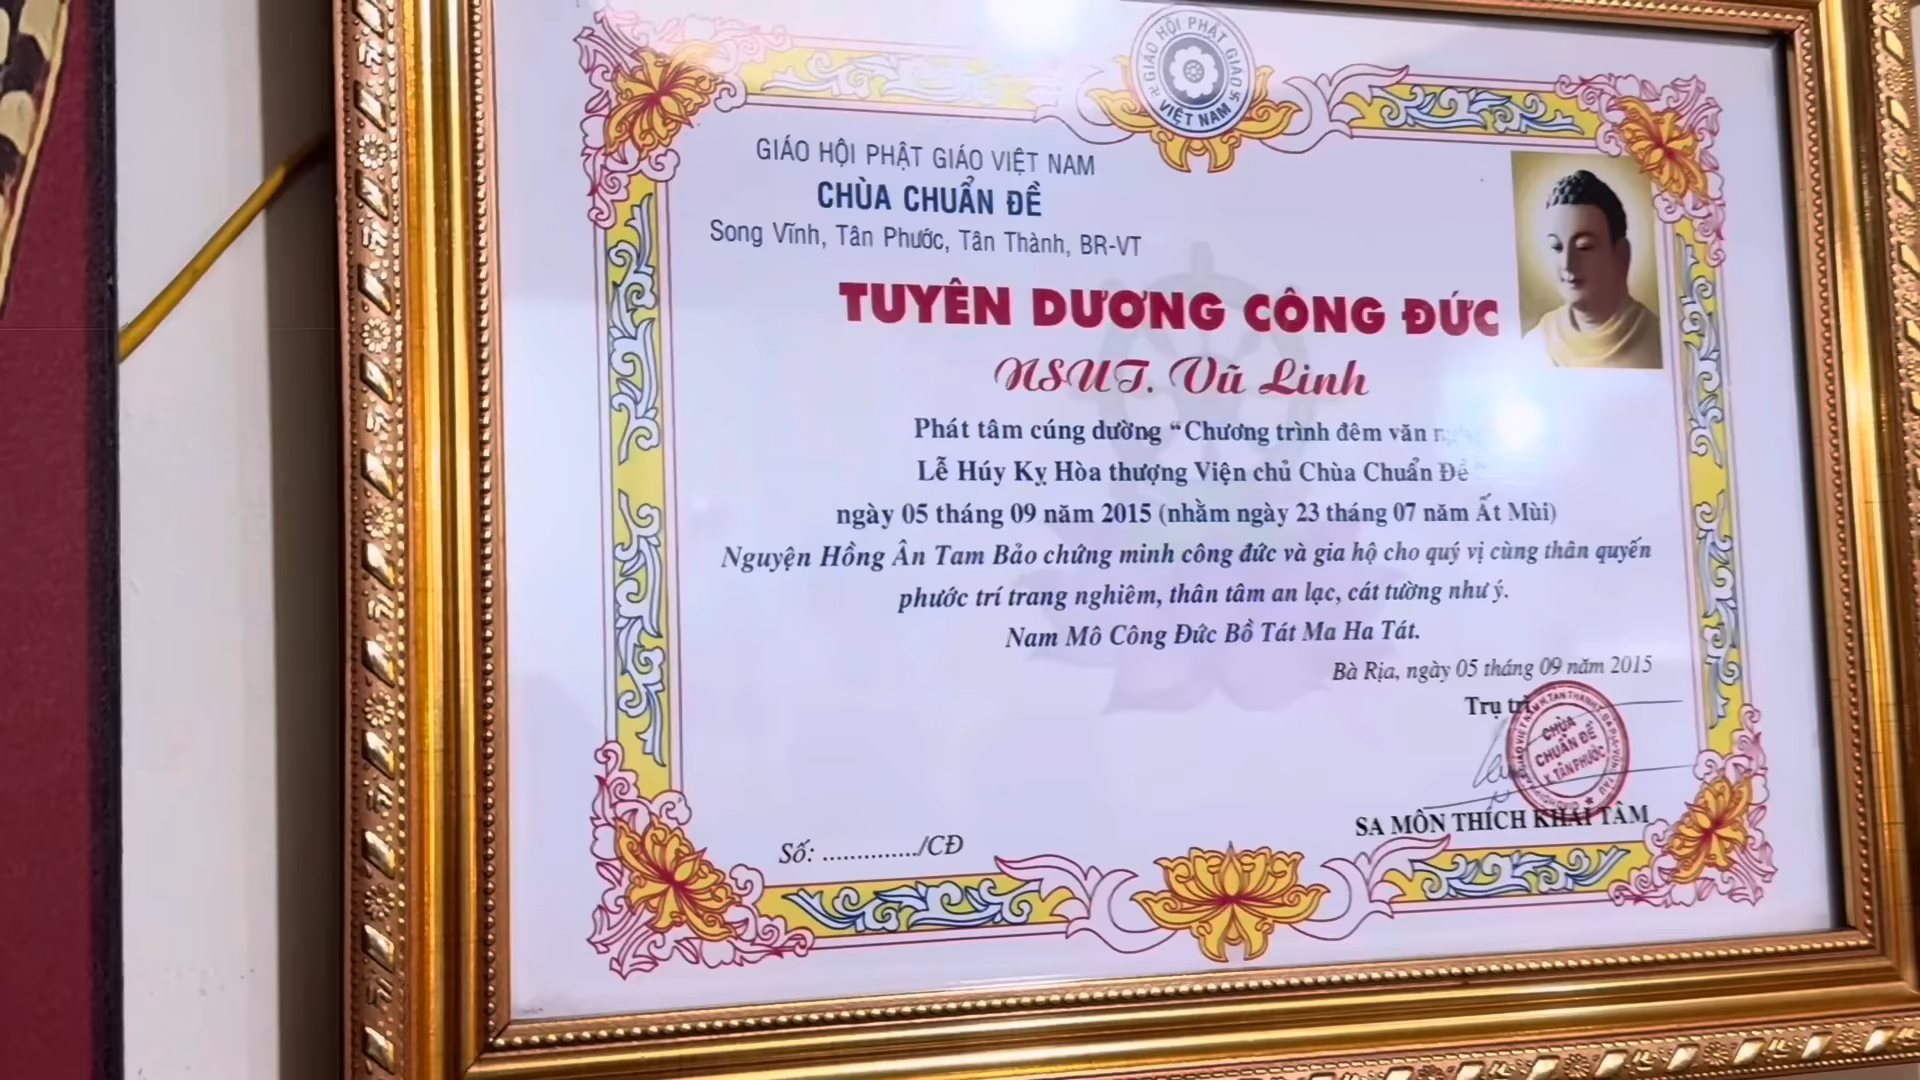 GIÁO HỘI PHẬT GIÁO
VIỆT NAM
GIÁO HỘI PHẬT GIÁO VIỆT NAM
CHÙA CHUẨN ĐỀ
Song Vĩnh, Tân Phước, Tân Thành, BR-VT
TUYÊN DƯƠNG CÔNG ĐỨC
NSUT. Vũ Linh
Phát tâm cúng dường “Chương trình đêm văn
Lễ Húy Kỵ Hòa thượng Viện chủ Chùa Chuẩn Đề
ngày 05 tháng 09 năm 2015 (nhằm ngày 23 tháng 07 năm Ất Mùi)
Nguyện Hồng Ân Tam Bảo chứng minh công đức và gia hộ cho quý vị cùng thân quyến
phước trí trang nghiêm, thân tâm an lạc, cát tường như ý.
Nam Mô Công Đức Bồ Tát Ma Ha Tát.
Bà Rịa, ngày 05 tháng 09 năm 2015
Trụ trì
CHÙA
CHUẨN ĐỀ
X. TÂN PHƯỚC
SA MÔN THÍCH KHẢI TÂM
Số: ............../CĐ